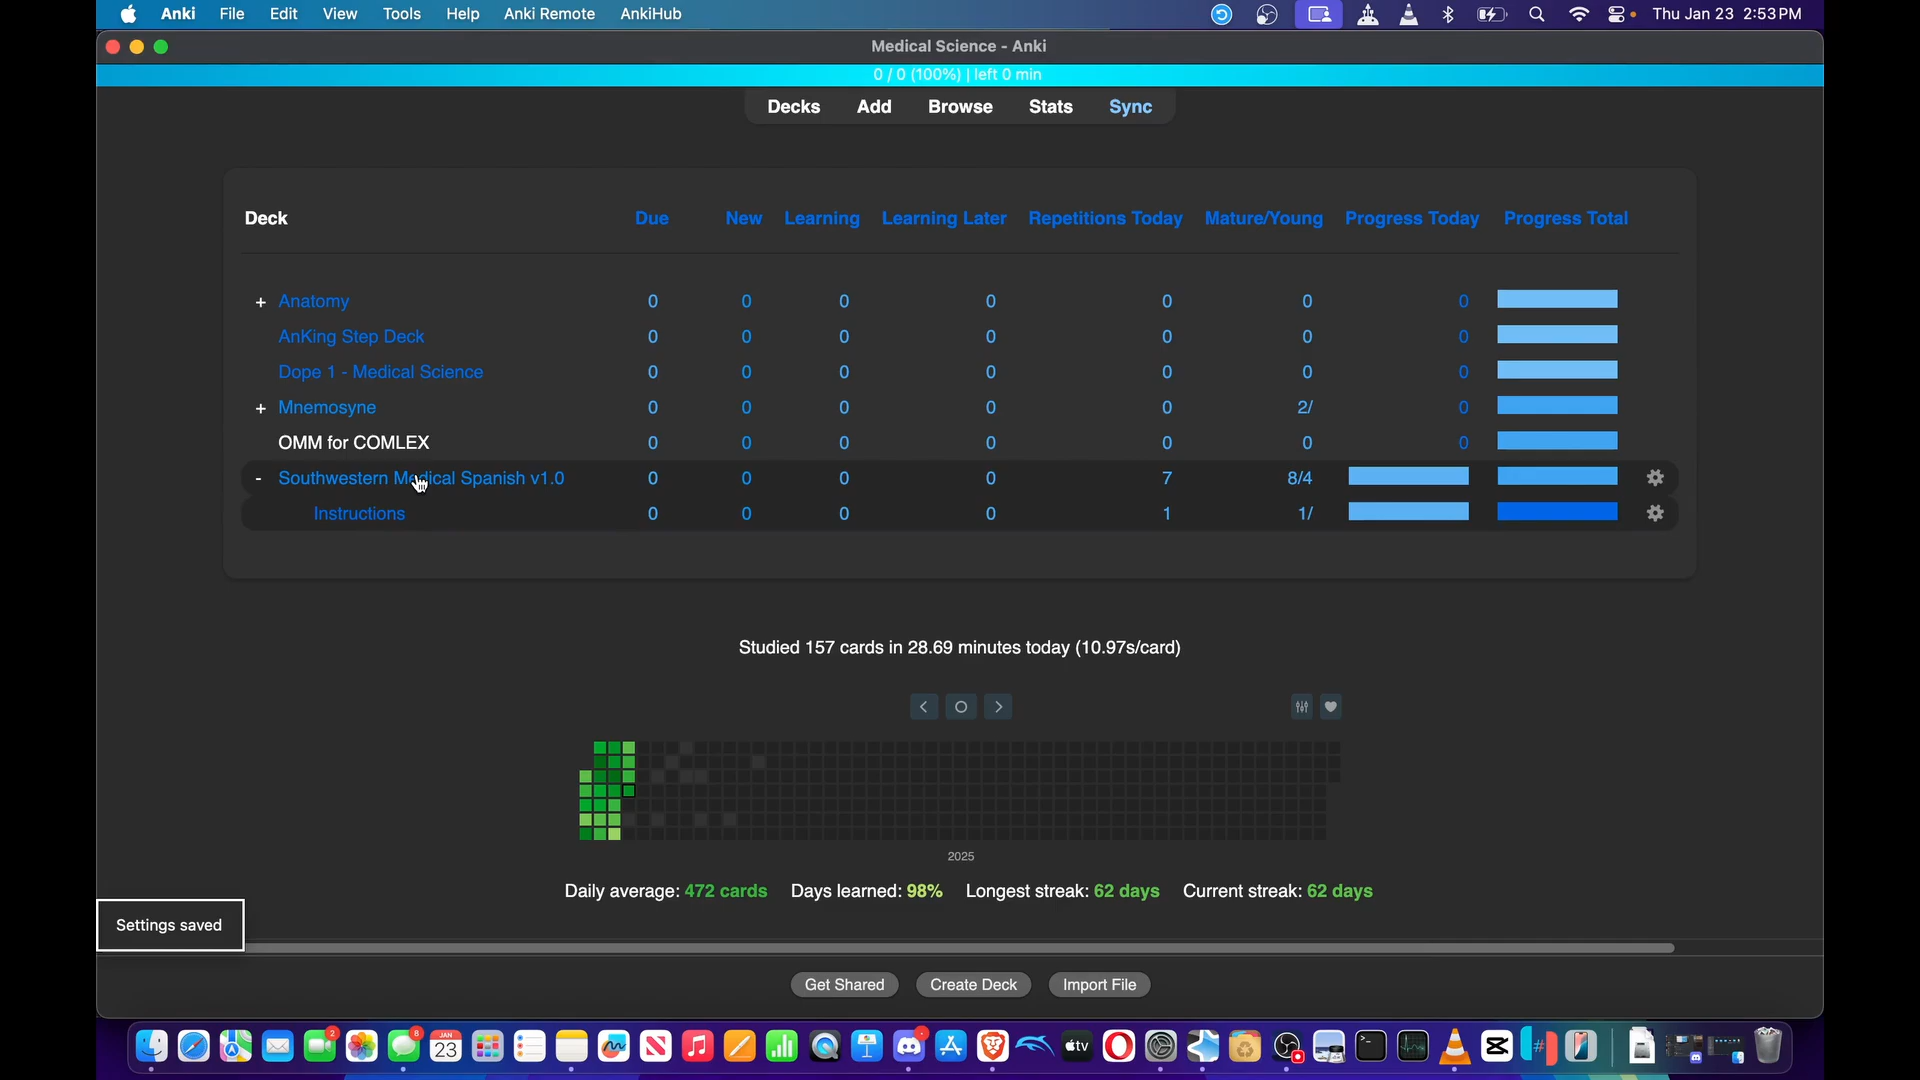 Anki File Edit View Tools Help Anki Remote AnkiHub Thu Jan 23 2:53 PM
Medical Science - Anki
0 / 0 (100%) | left 0 min
Decks Add Browse Stats Sync
Deck Due New Learning Learning Later Repetitions Today Mature/Young Progress Today Progress Total
+ Anatomy 0 0 0 0 0 0 0
AnKing Step Deck 0 0 0 0 0 0 0
Dope 1 - Medical Science 0 0 0 0 0 0 0
+ Mnemosyne 0 0 0 0 0 2/ 0
OMM for COMLEX 0 0 0 0 0 0 0
- Southwestern Medical Spanish v1.0 0 0 0 0 7 8/4
Instructions 0 0 0 0 1 1/
Studied 157 cards in 28.69 minutes today (10.97s/card)
< >
2025
Daily average: 472 cards Days learned: 98% Longest streak: 62 days Current streak: 62 days
Settings saved
Get Shared Create Deck Import File
2 8 JAN 23 tv #